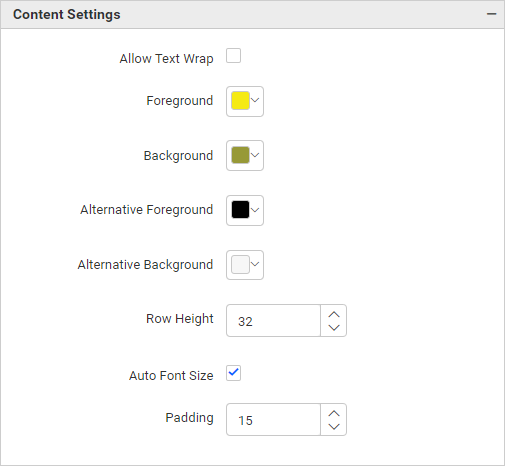 Content Settings
Allow Text Wrap
Foreground
Background
Alternative Foreground
Alternative Background
Row Height 32
Auto Font Size
Padding 15